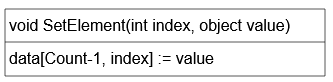 void SetElement(int index, object value)
data[Count-1, index] := value